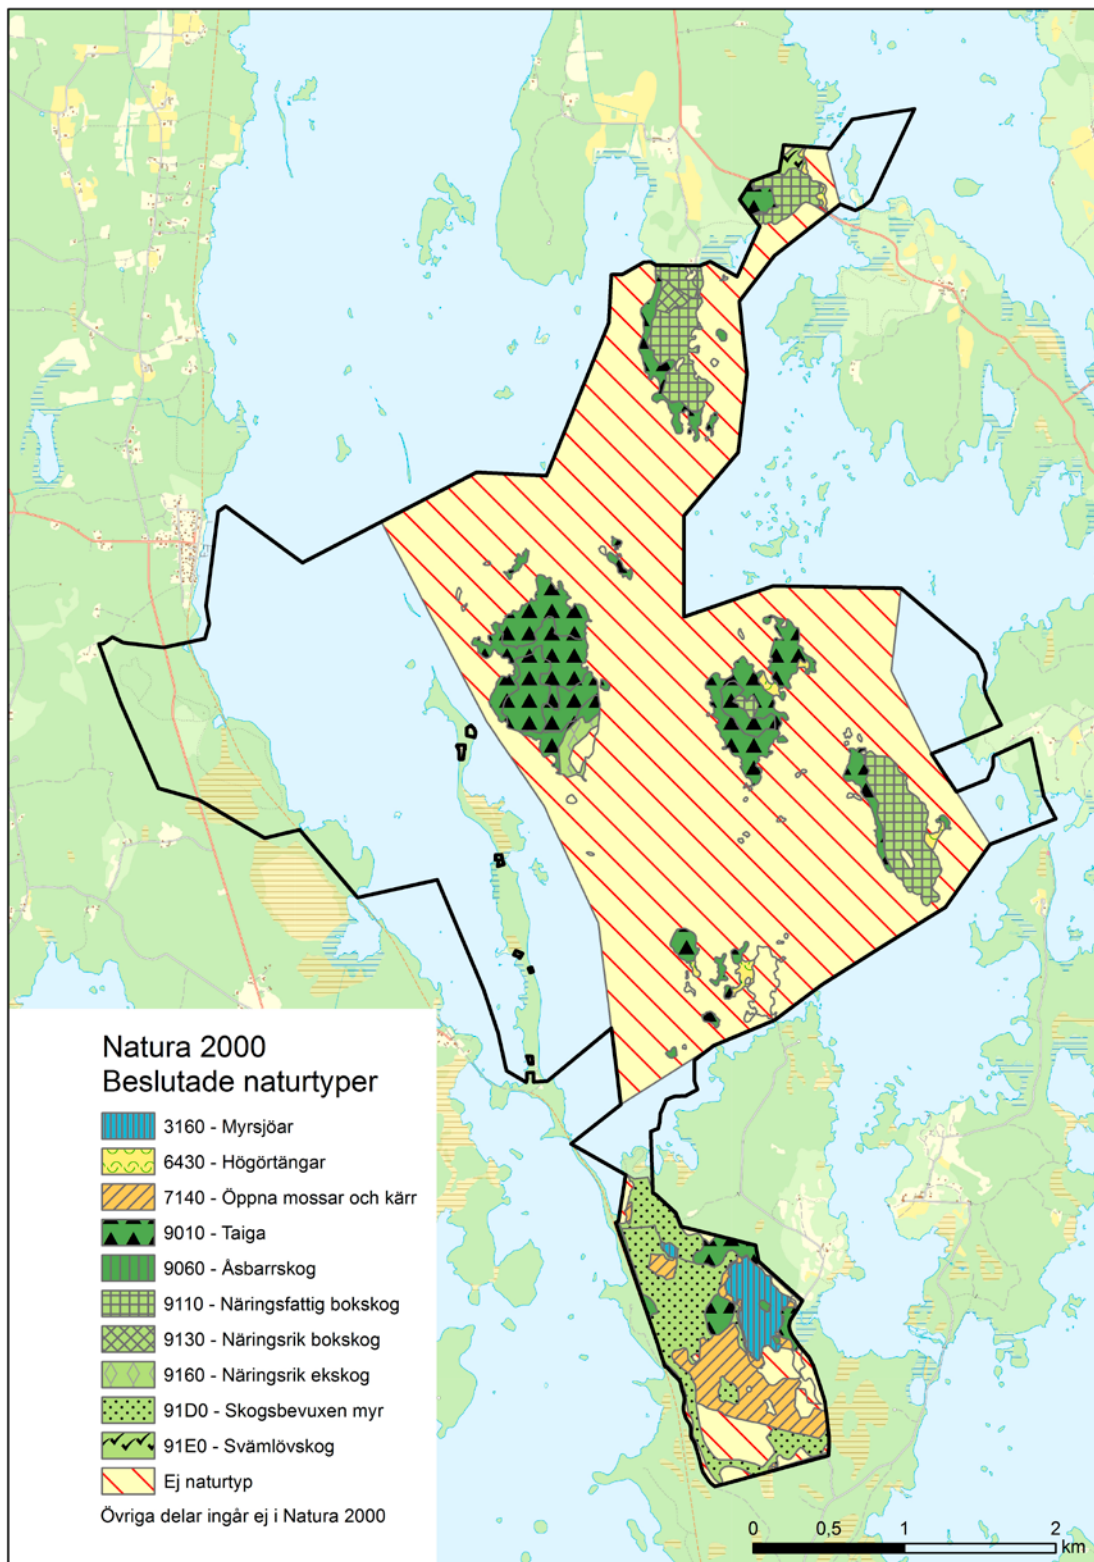 Natura 2000
Beslutade naturtyper
3160 - Myrsjöar
6430 - Högörtängar
7140 - Öppna mossar och kärr
9010 - Taiga
9060 - Åsbarrskog
9110 - Näringsfattig bokskog
9130 - Näringsrik bokskog
9160 - Näringsrik ekskog
91D0 - Skogsbevuxen myr
91E0 - Svämlövskog
Ej naturtyp
Övriga delar ingår ej i Natura 2000
0 0,5 1 2
km